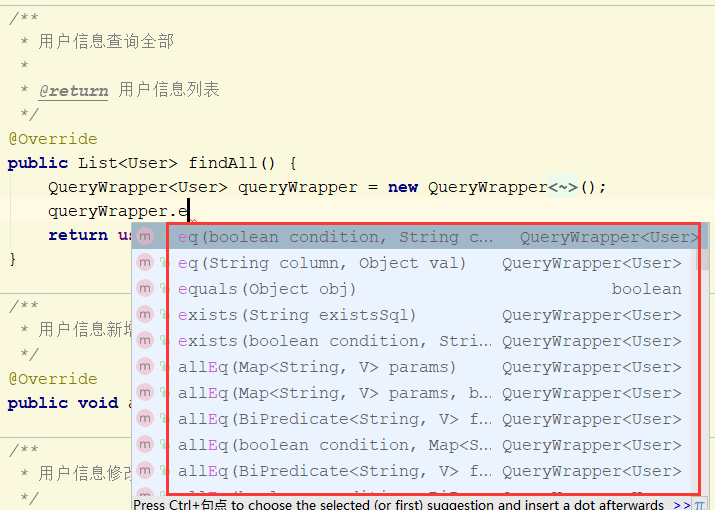 /**
* 用户信息查询全部
*
* @return 用户信息列表
*/
@Override
public List<User> findAll() {
QueryWrapper<User> queryWrapper = new QueryWrapper<~>();
queryWrapper.e
return us
m eq(boolean condition, String c... QueryWrapper<User>
m eq(String column, Object val) QueryWrapper<User>
}
m equals(Object obj) boolean
/**
m exists(String existsSql) QueryWrapper<User>
* 用户信息新增
m exists(boolean condition, Stri... QueryWrapper<User>
*/
m allEq(Map<String, V> params) QueryWrapper<User>
@Override
m allEq(Map<String, V> params, b... QueryWrapper<User>
public void a
m allEq(BiPredicate<String, V> f... QueryWrapper<User>
/**
m allEq(boolean condition, Map<S... QueryWrapper<User>
* 用户信息修改
m allEq(BiPredicate<String, V> f... QueryWrapper<User>
*/
Press Ctrl+句点 to choose the selected (or first) suggestion and insert a dot afterwards >> π